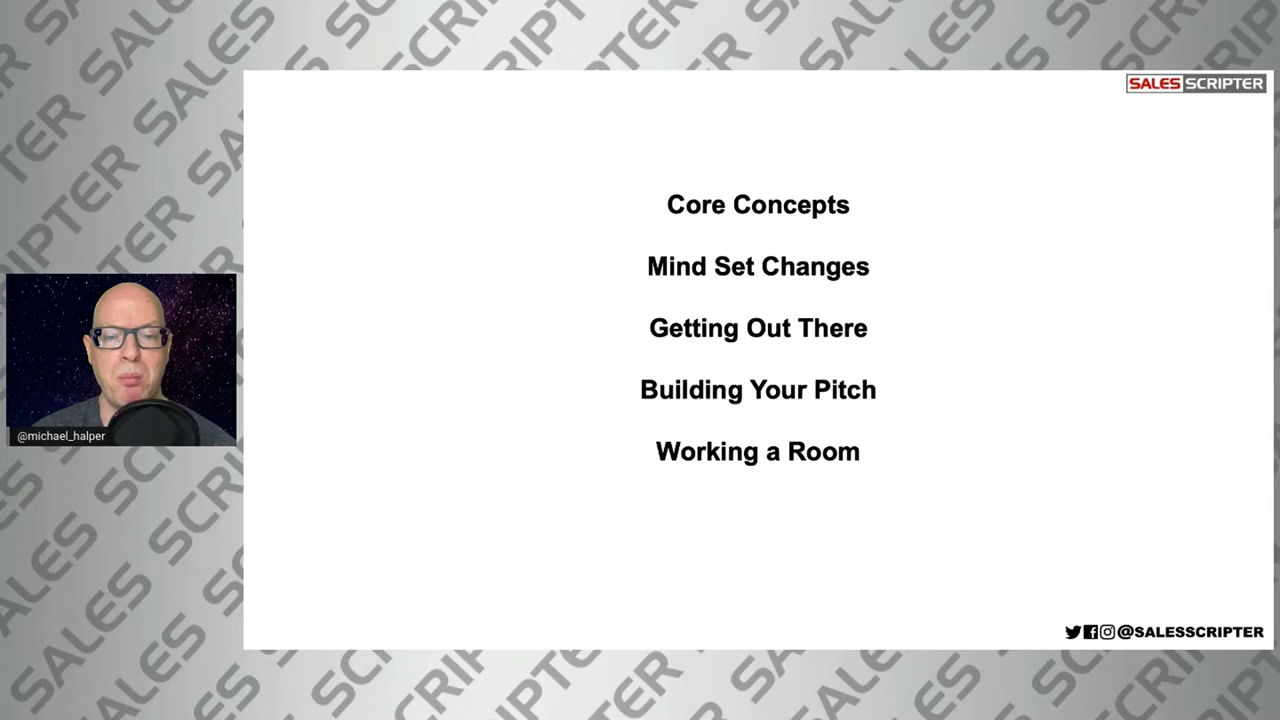 SALES SCRIPTER
Core Concepts
Mind Set Changes
Getting Out There
Building Your Pitch
Working a Room
@michael_halper
@SALESSCRIPTER